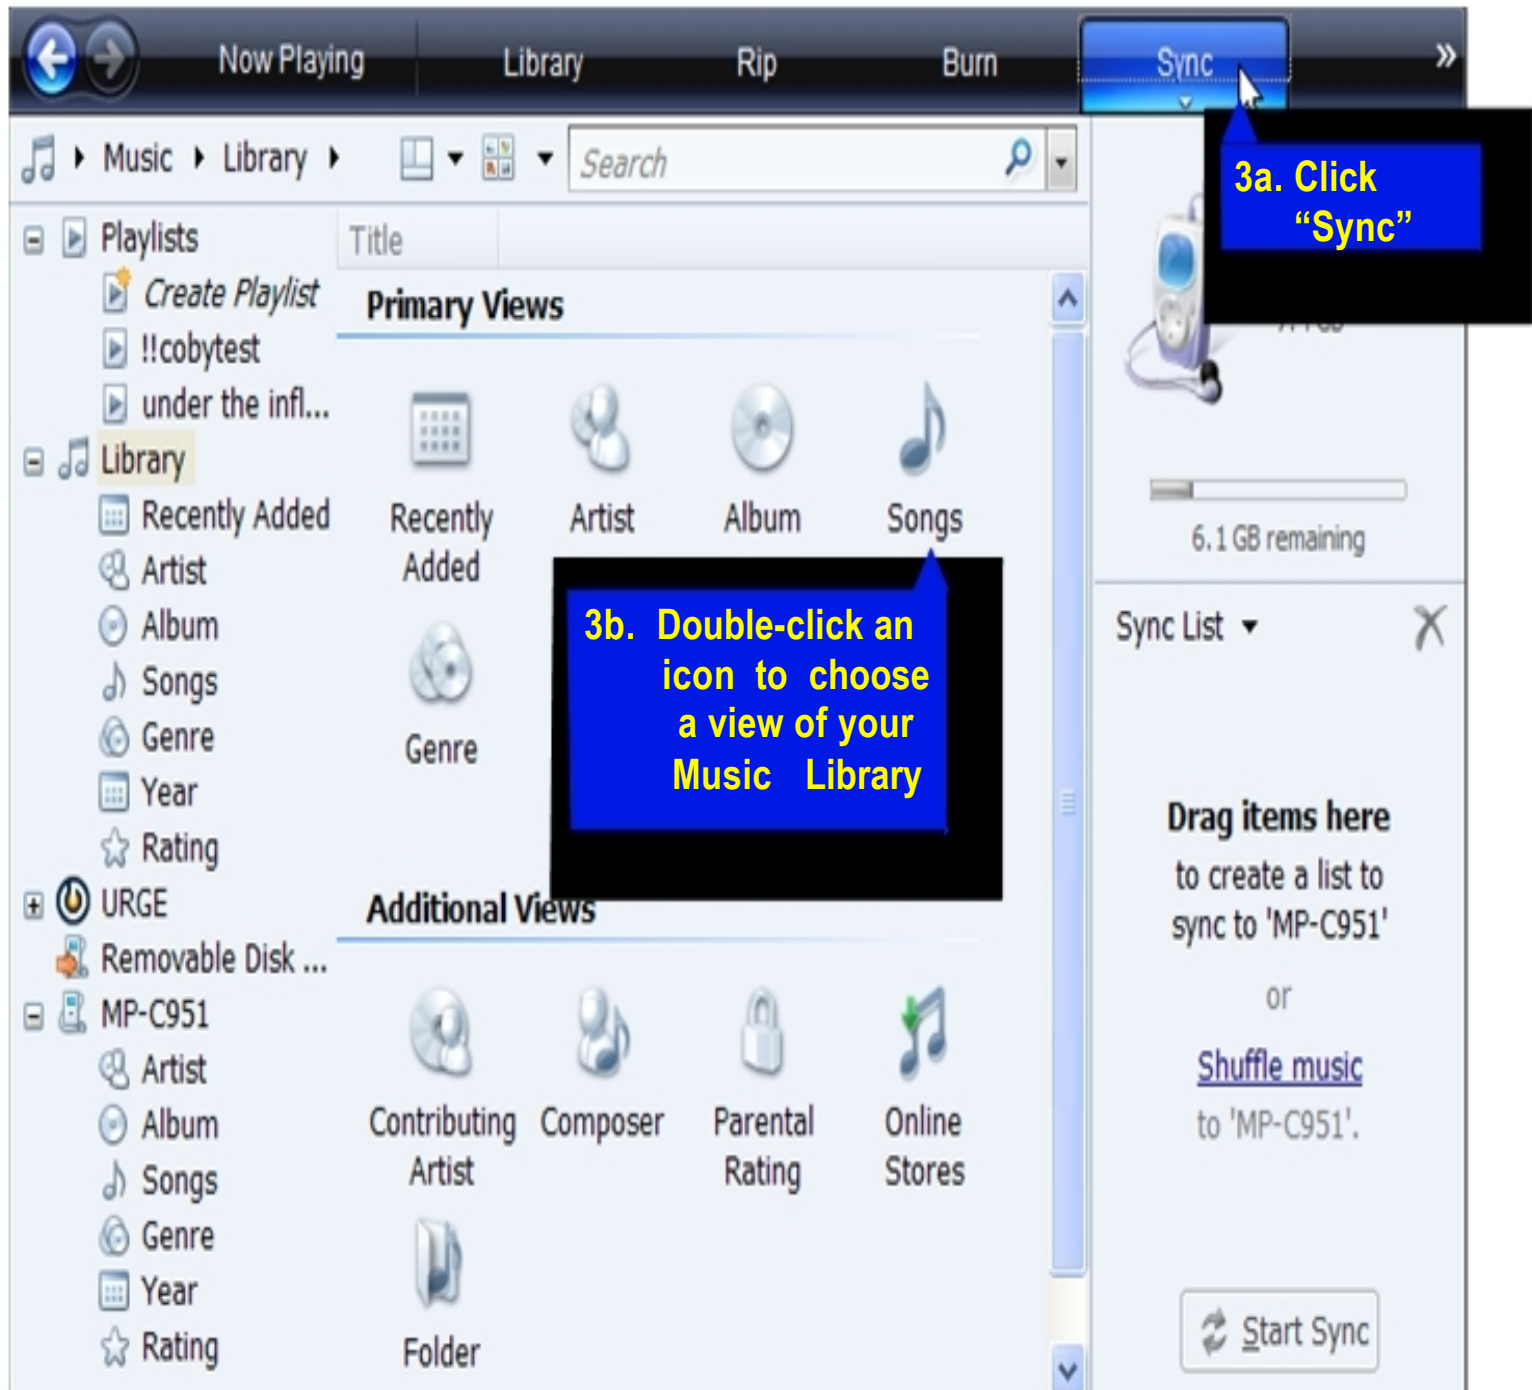 Now Playing
Library
Rip
Burn
Sync
»
Music
Library
Search
3a. Click
“Sync”
Playlists
Create Playlist
!!cobytest
under the infl...
Library
Recently Added
Artist
Album
Songs
Genre
Year
Rating
URGE
Removable Disk ...
MP-C951
Artist
Album
Songs
Genre
Year
Rating
Title
Primary Views
Recently
Added
Artist
Album
Songs
Genre
3b. Double-click an
icon to choose
a view of your
Music Library
Additional Views
Contributing
Artist
Composer
Parental
Rating
Online
Stores
Folder
6.1 GB remaining
Sync List
Drag items here
to create a list to
sync to 'MP-C951'
or
Shuffle music
to 'MP-C951'.
Start Sync